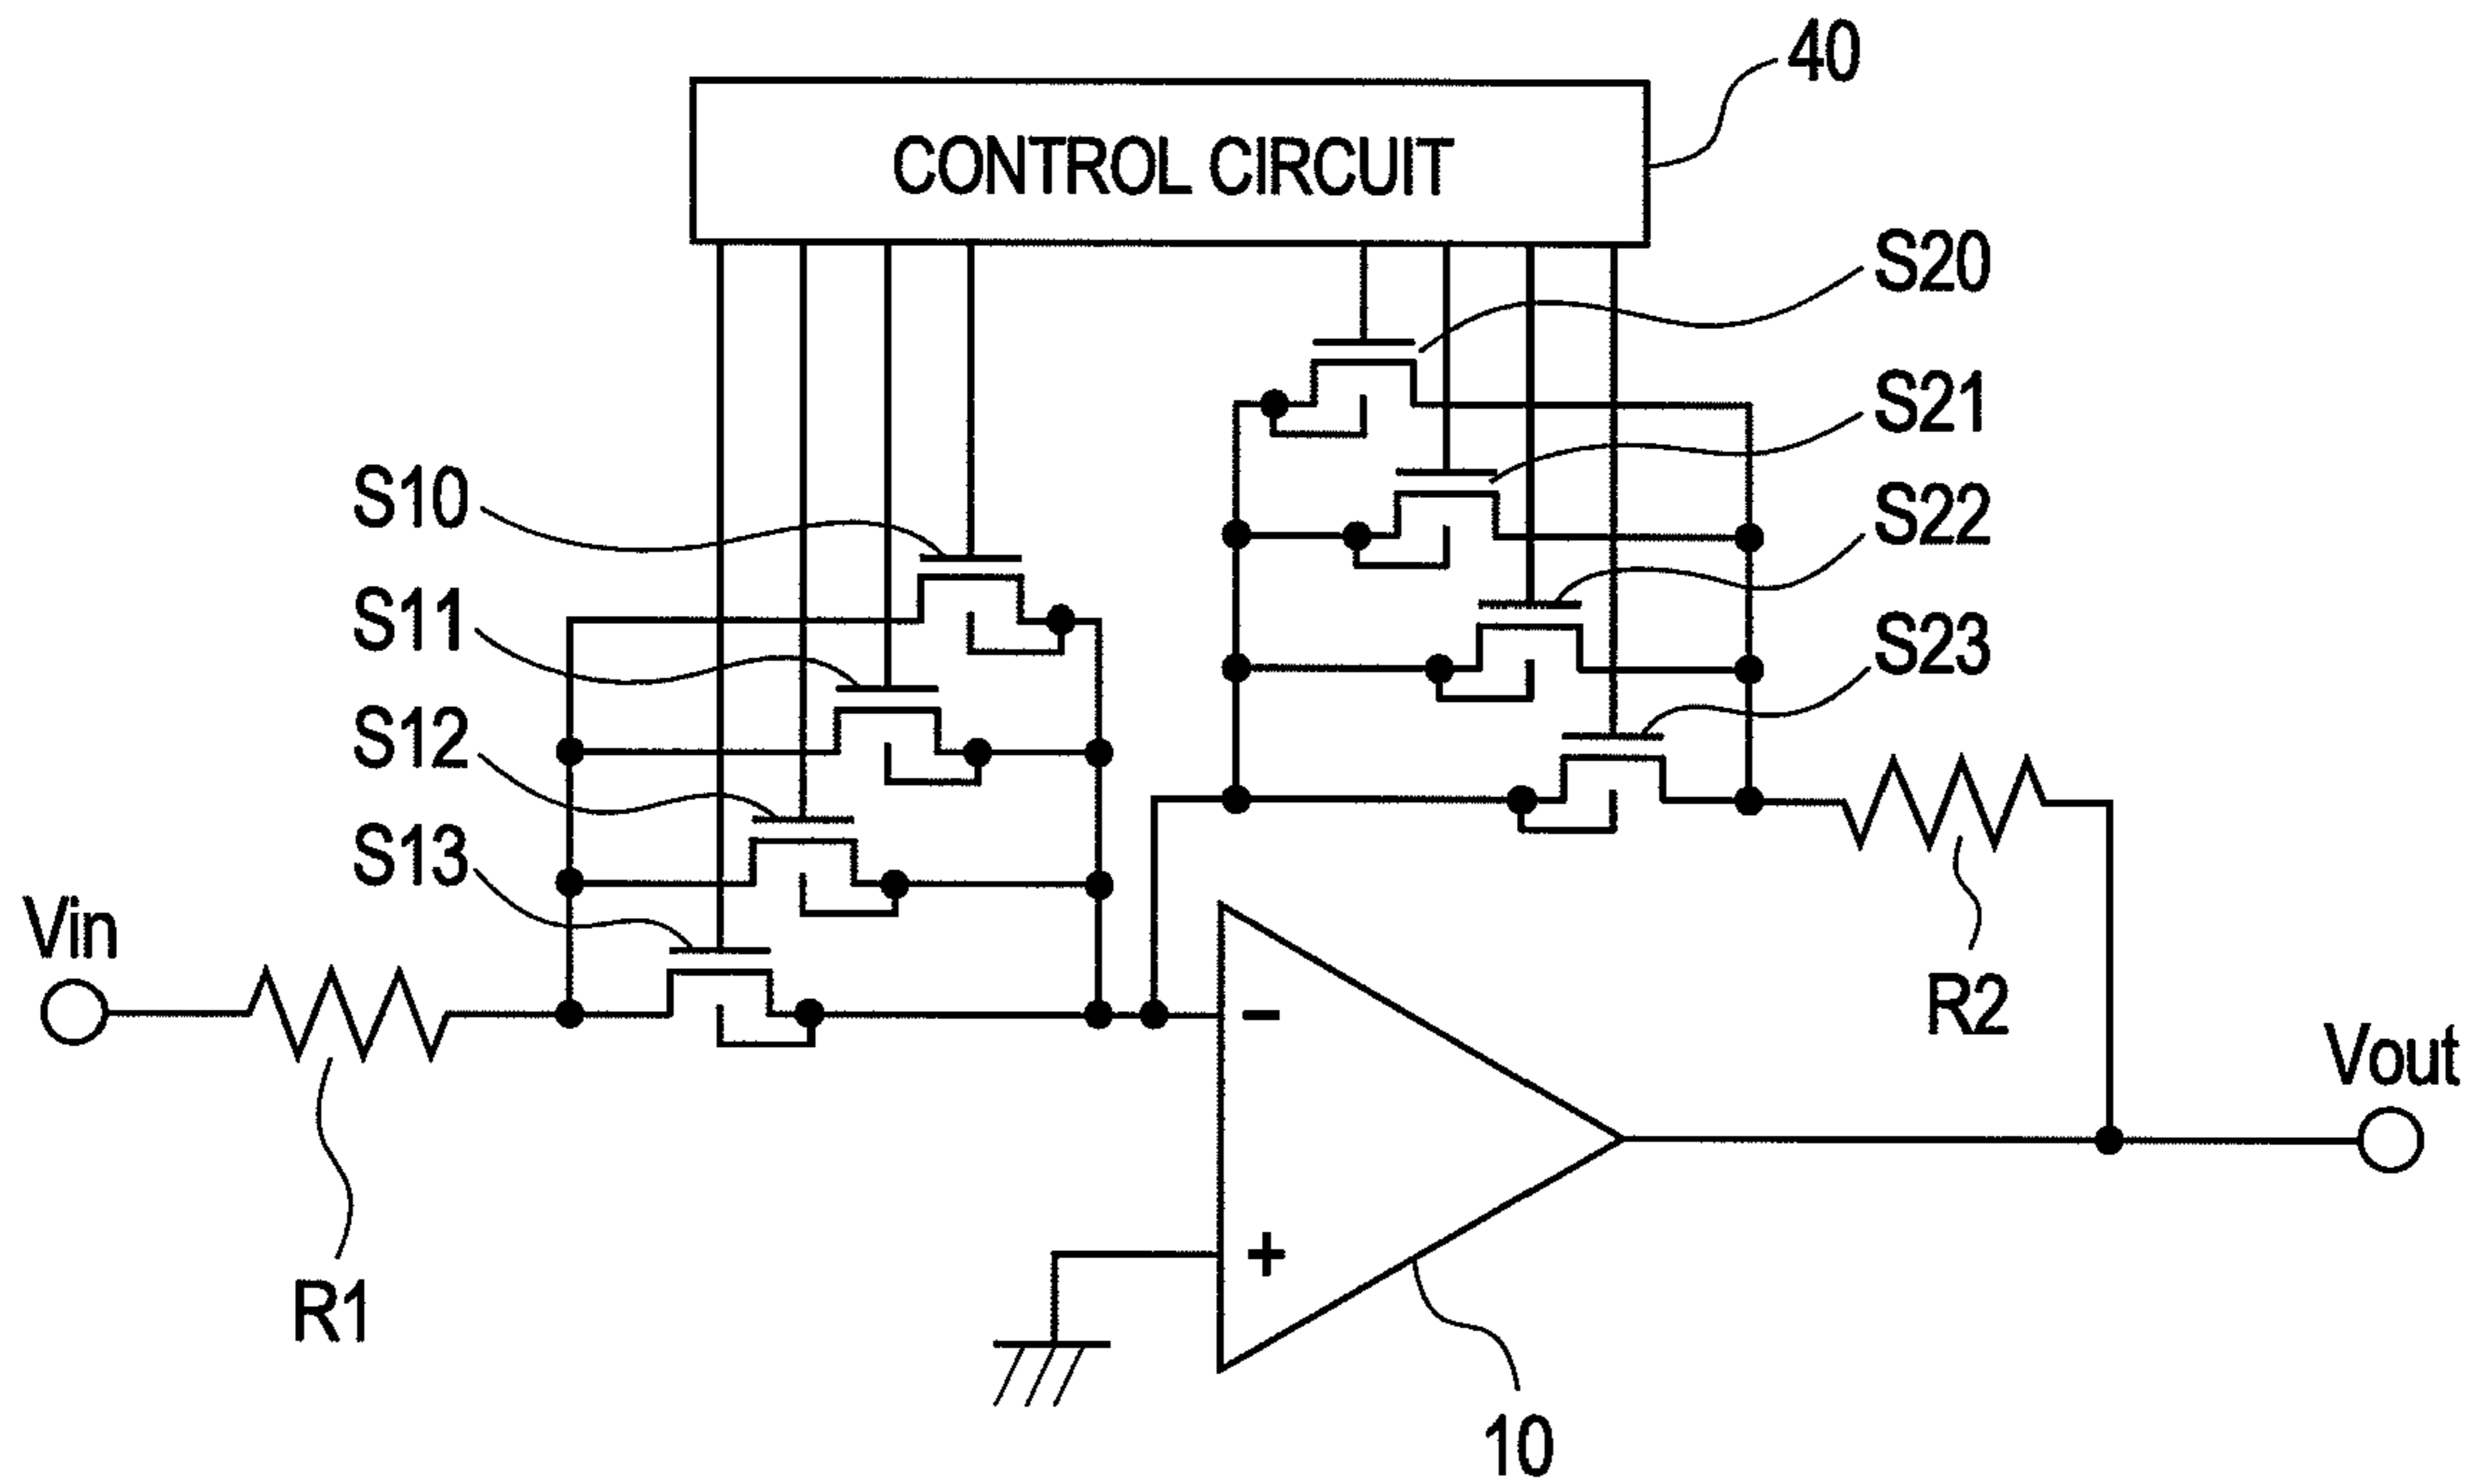 40
CONTROL CIRCUIT
S20
S21
S10
S22
S11
S23
S12
S13
Vin
-
R2
Vout
+
R1
10